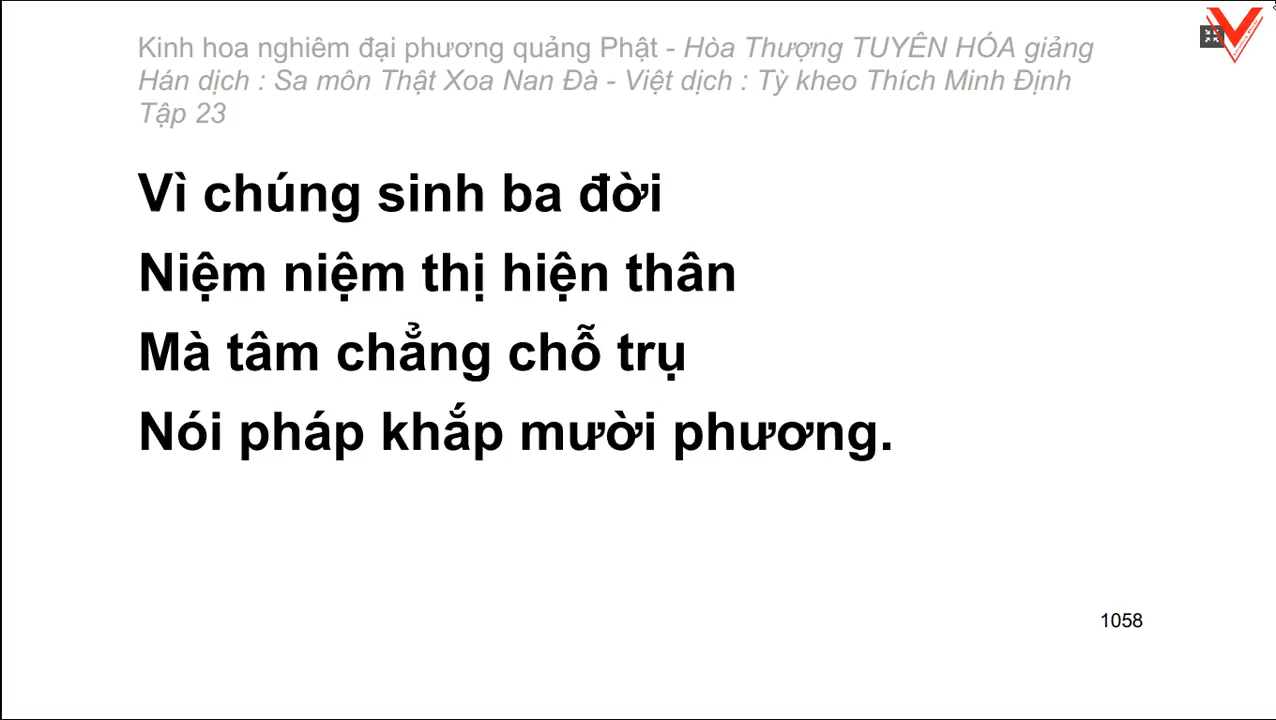 Kinh hoa nghiêm đại phương quảng Phật - Hòa Thượng TUYÊN HÓA giảng
Hán dịch : Sa môn Thật Xoa Nan Đà - Việt dịch : Tỳ kheo Thích Minh Định
Tập 23
Vì chúng sinh ba đời
Niệm niệm thị hiện thân
Mà tâm chẳng chỗ trụ
Nói pháp khắp mười phương.
1058